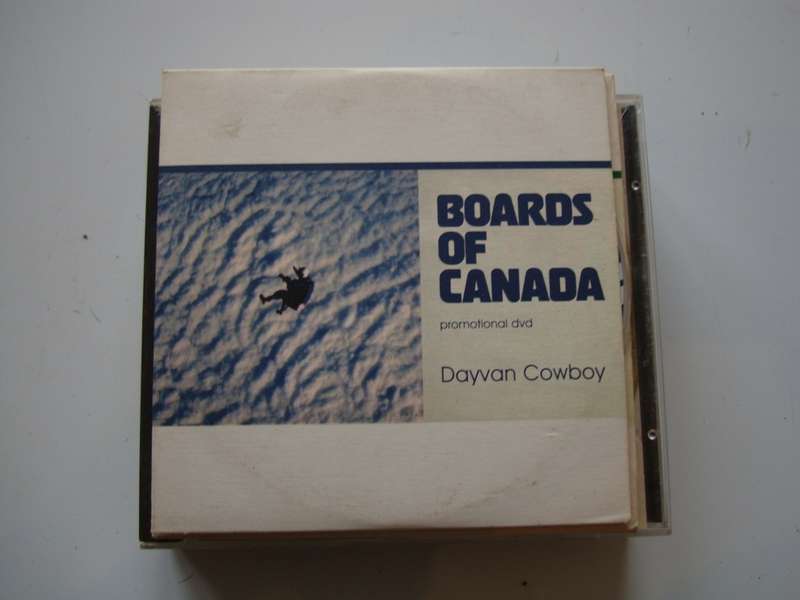 BOARDS
OF
CANADA
promotional dvd
Dayvan Cowboy